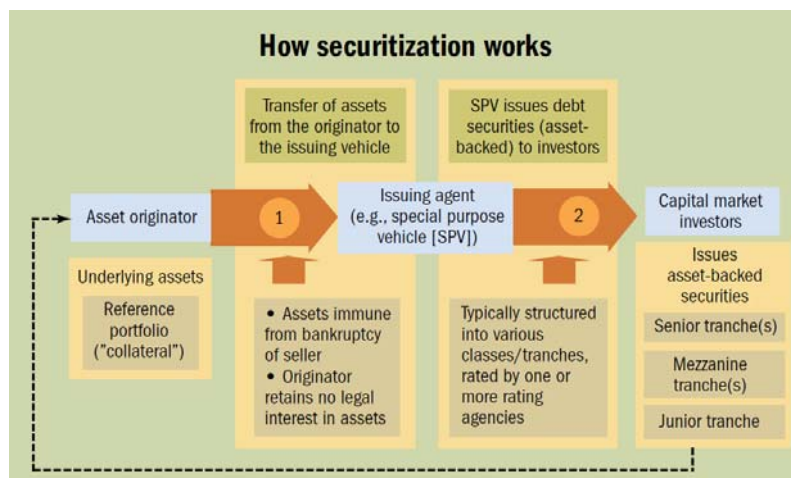 How securitization works
Transfer of assets
from the originator to
the issuing vehicle
SPV issues debt
securities (asset-
backed) to investors
Asset originator
1
Issuing agent
(e.g., special purpose
vehicle [SPV])
2
Capital market
investors
Underlying assets
Reference
portfolio
("collateral")
• Assets immune
from bankruptcy
of seller
• Originator
retains no legal
interest in assets
Typically structured
into various
classes/tranches,
rated by one or
more rating
agencies
Issues
asset-backed
securities
Senior tranche(s)
Mezzanine
tranche(s)
Junior tranche